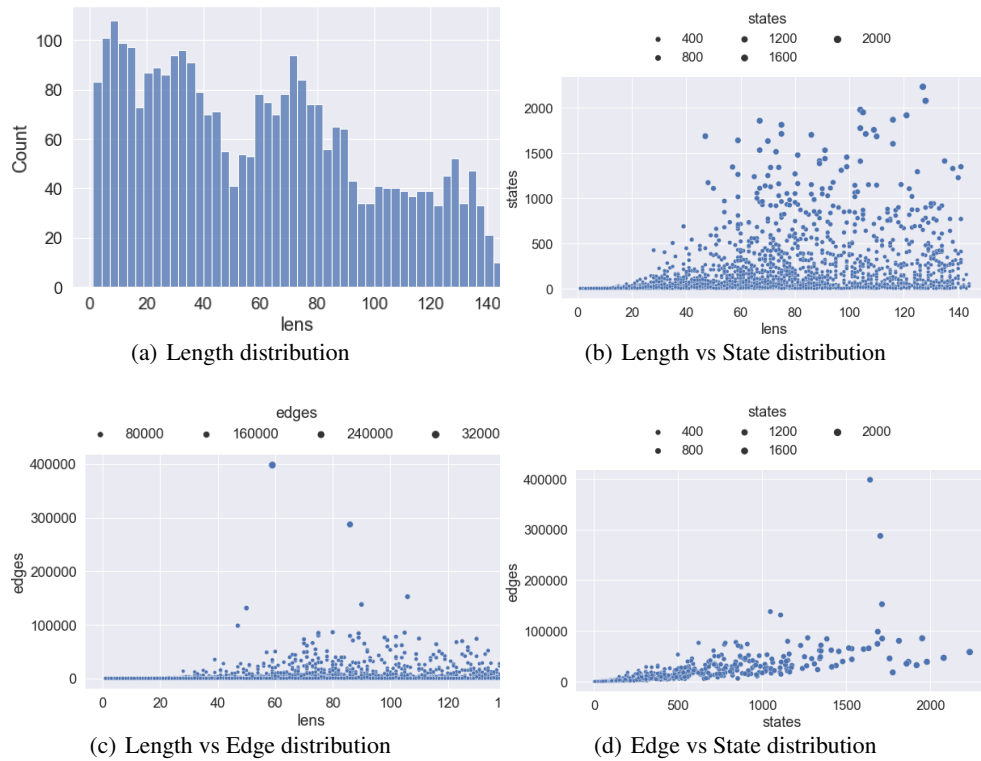 100
80
60
40
20
0
Count
0 20 40 60 80 100 120 140
lens
(a) Length distribution
states
400 1200 2000
800 1600
2000
1500
1000
500
0
states
0 20 40 60 80 100 120 140
lens
(b) Length vs State distribution
edges
80000 160000 240000 32000
400000
300000
200000
100000
0
edges
0 20 40 60 80 100 120 1
lens
(c) Length vs Edge distribution
states
400 1200 2000
800 1600
400000
300000
200000
100000
0
edges
0 500 1000 1500 2000
states
(d) Edge vs State distribution